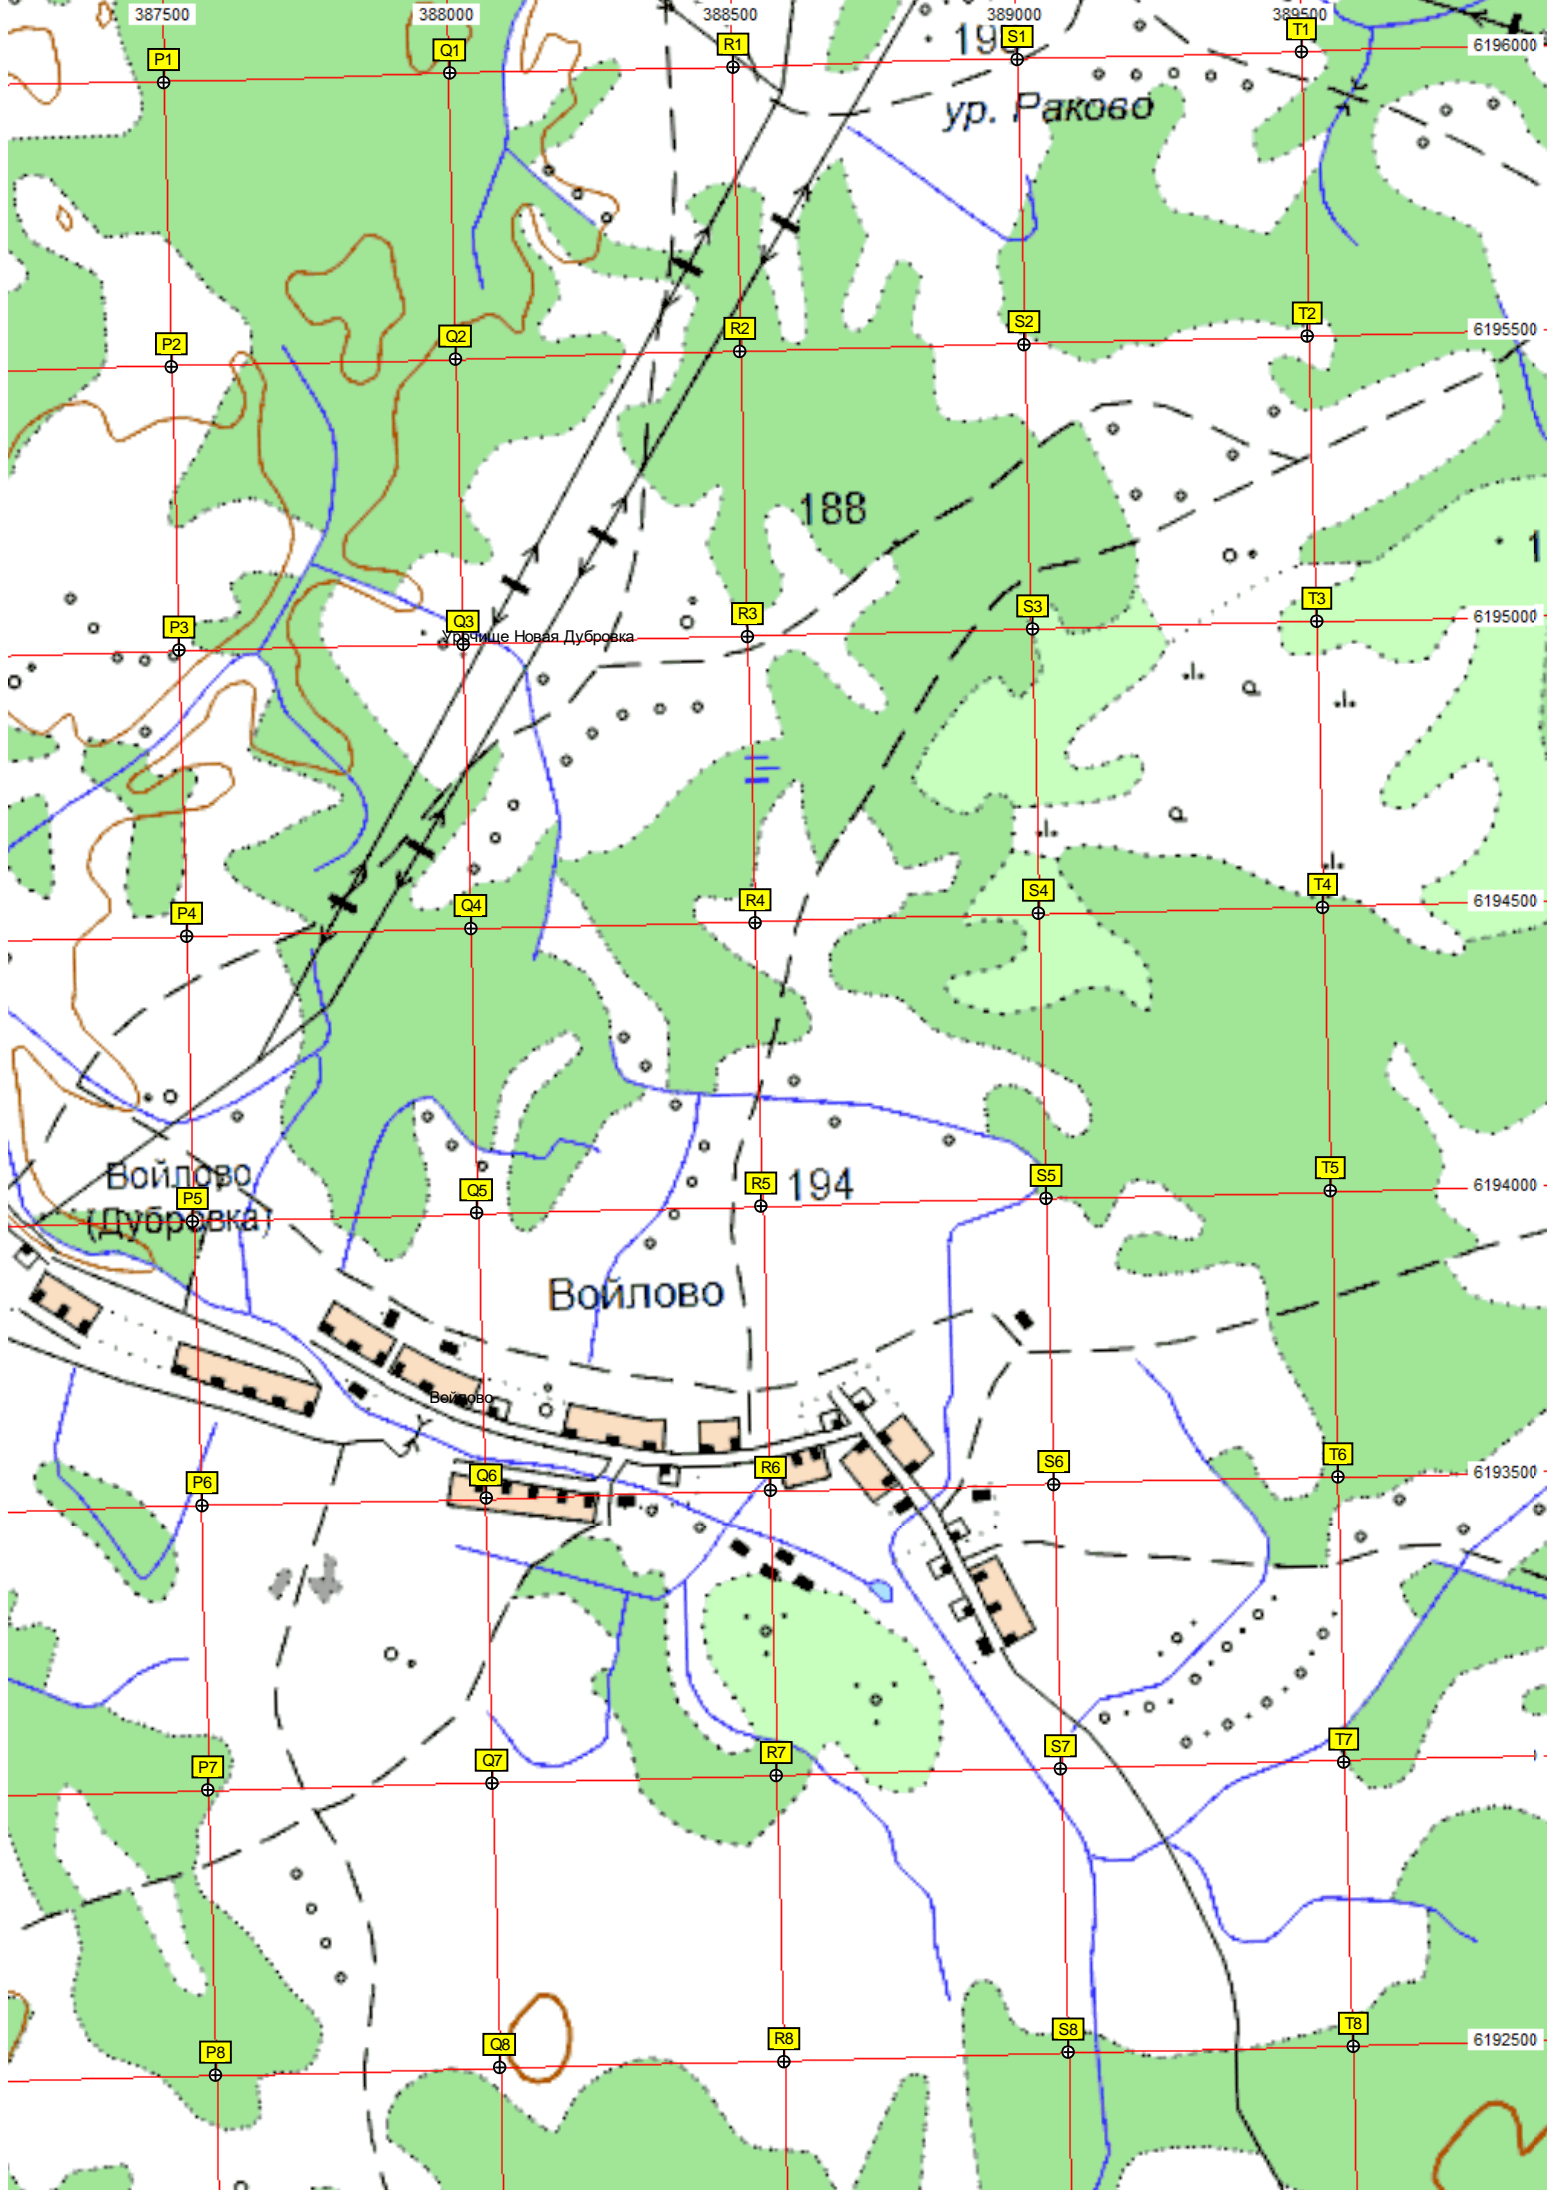 387500 388000 388500 389000 389500
P1 Q1 R1 S1 T1 6196000
ур. Раково
P2 Q2 R2 S2 T2 6195500
188
P3 Q3 R3 S3 T3 6195000
Урочище Новая Дубровка
P4 Q4 R4 S4 T4 6194500
Войлово
(Дубровка)
194
P5 Q5 R5 S5 T5 6194000
Войлово
Войлово
P6 Q6 R6 S6 T6 6193500
P7 Q7 R7 S7 T7
P8 Q8 R8 S8 T8 6192500